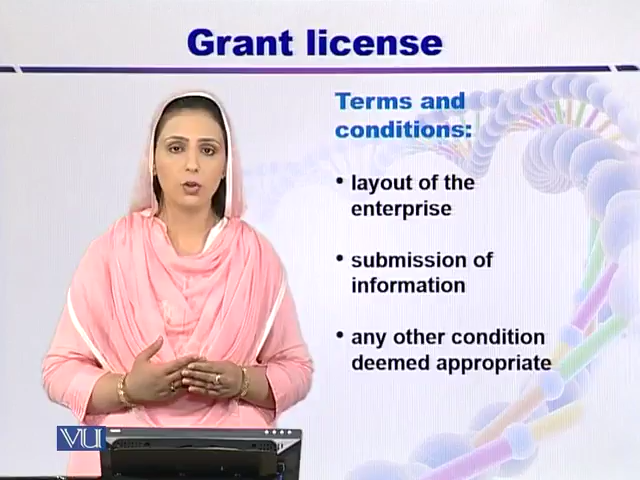 Grant license
Terms and
conditions:
• layout of the
enterprise
• submission of
information
• any other condition
deemed appropriate
VU